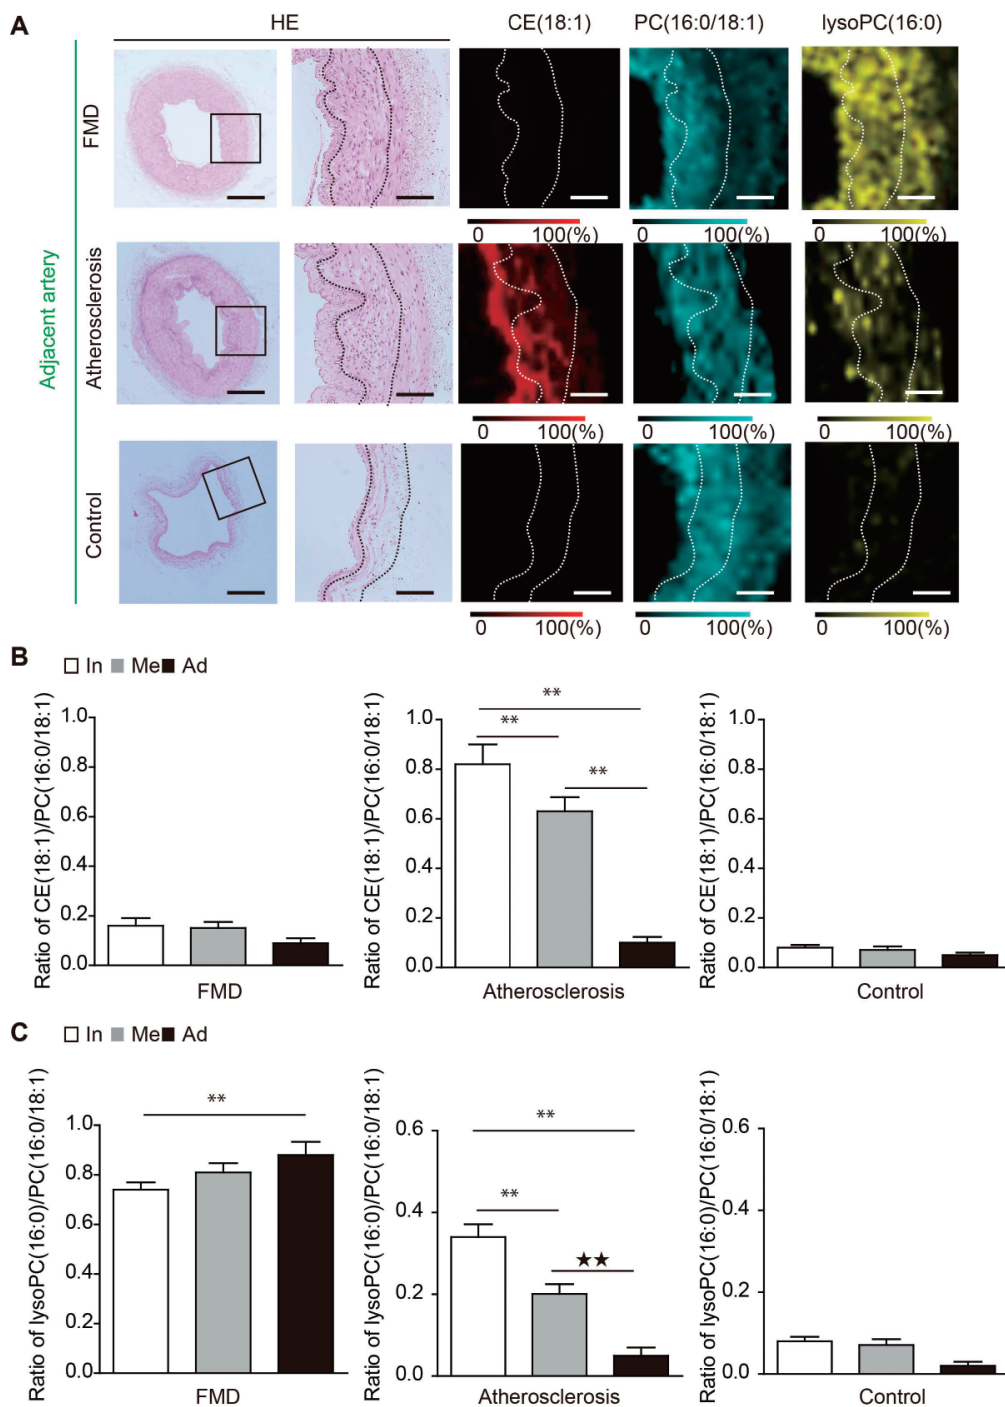 A
HE
CE(18:1)
PC(16:0/18:1)
lysoPC(16:0)
Adjacent artery
FMD
0 100(%)
0 100(%)
0 100(%)
Atherosclerosis
0 100(%)
0 100(%)
0 100(%)
Control
0 100(%)
0 100(%)
0 100(%)
B
In Me Ad
Ratio of CE(18:1)/PC(16:0/18:1)
1.0
0.8
0.6
0.4
0.2
0.0
FMD
Ratio of CE(18:1)/PC(16:0/18:1)
1.0
0.8
0.6
0.4
0.2
0.0
**
**
**
Atherosclerosis
Ratio of CE(18:1)/PC(16:0/18:1)
1.0
0.8
0.6
0.4
0.2
0.0
Control
C
In Me Ad
Ratio of lysoPC(16:0)/PC(16:0/18:1)
1.0
0.8
0.6
0.4
0.2
0.0
**
FMD
Ratio of lysoPC(16:0)/PC(16:0/18:1)
0.6
0.4
0.2
0.0
**
**
★★
Atherosclerosis
Ratio of lysoPC(16:0)/PC(16:0/18:1)
0.6
0.4
0.2
0.0
Control